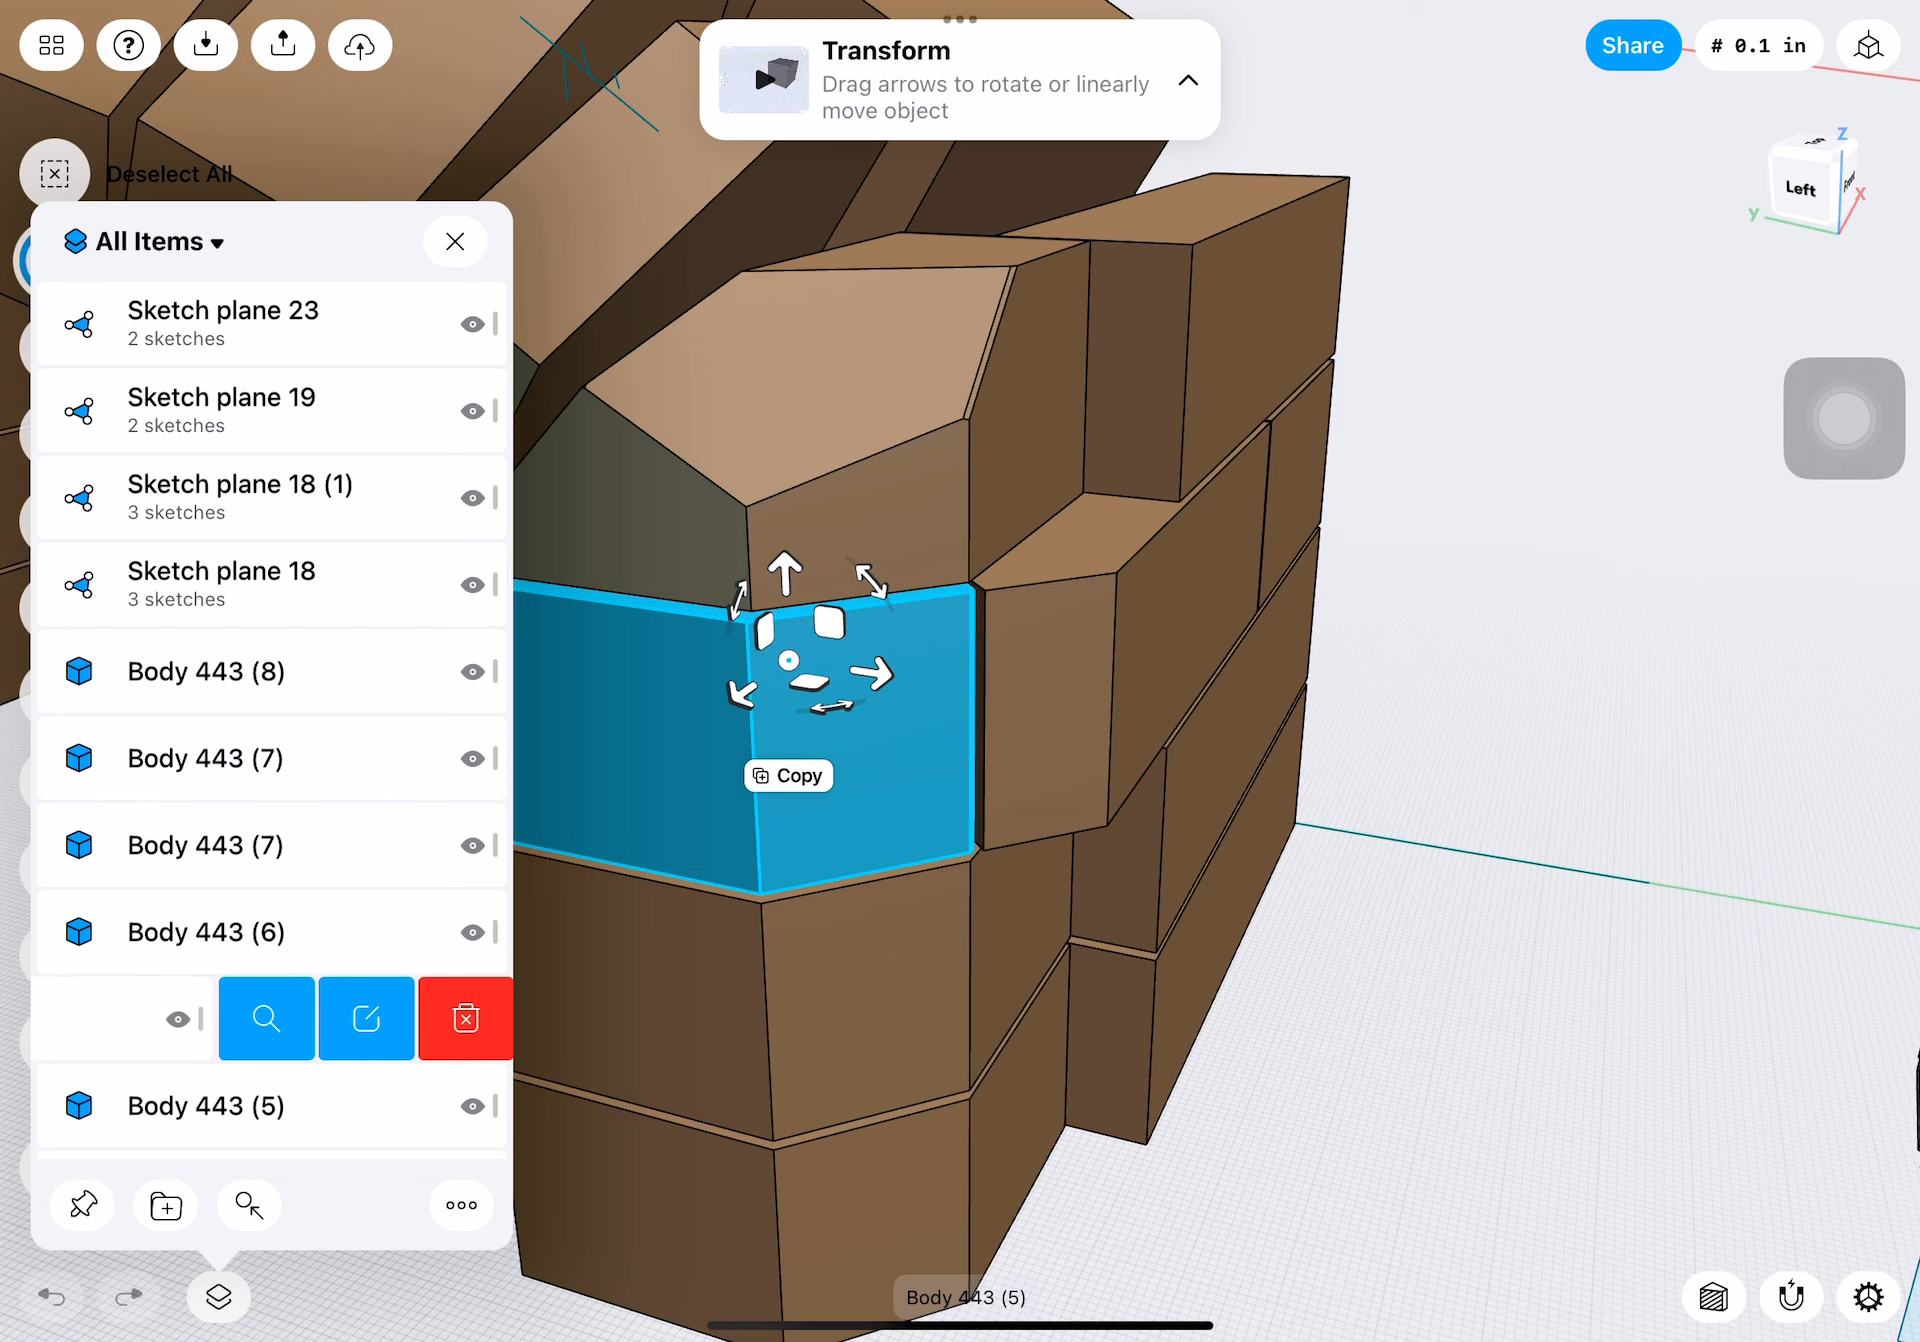 Transform
Drag arrows to rotate or linearly
move object
Share
# 0.1 in
Z
Left
X
Y
Deselect All
All Items
Sketch plane 23
2 sketches
Sketch plane 19
2 sketches
Sketch plane 18 (1)
3 sketches
Sketch plane 18
3 sketches
Body 443 (8)
Body 443 (7)
Body 443 (7)
Body 443 (6)
Body 443 (5)
Copy
Body 443 (5)